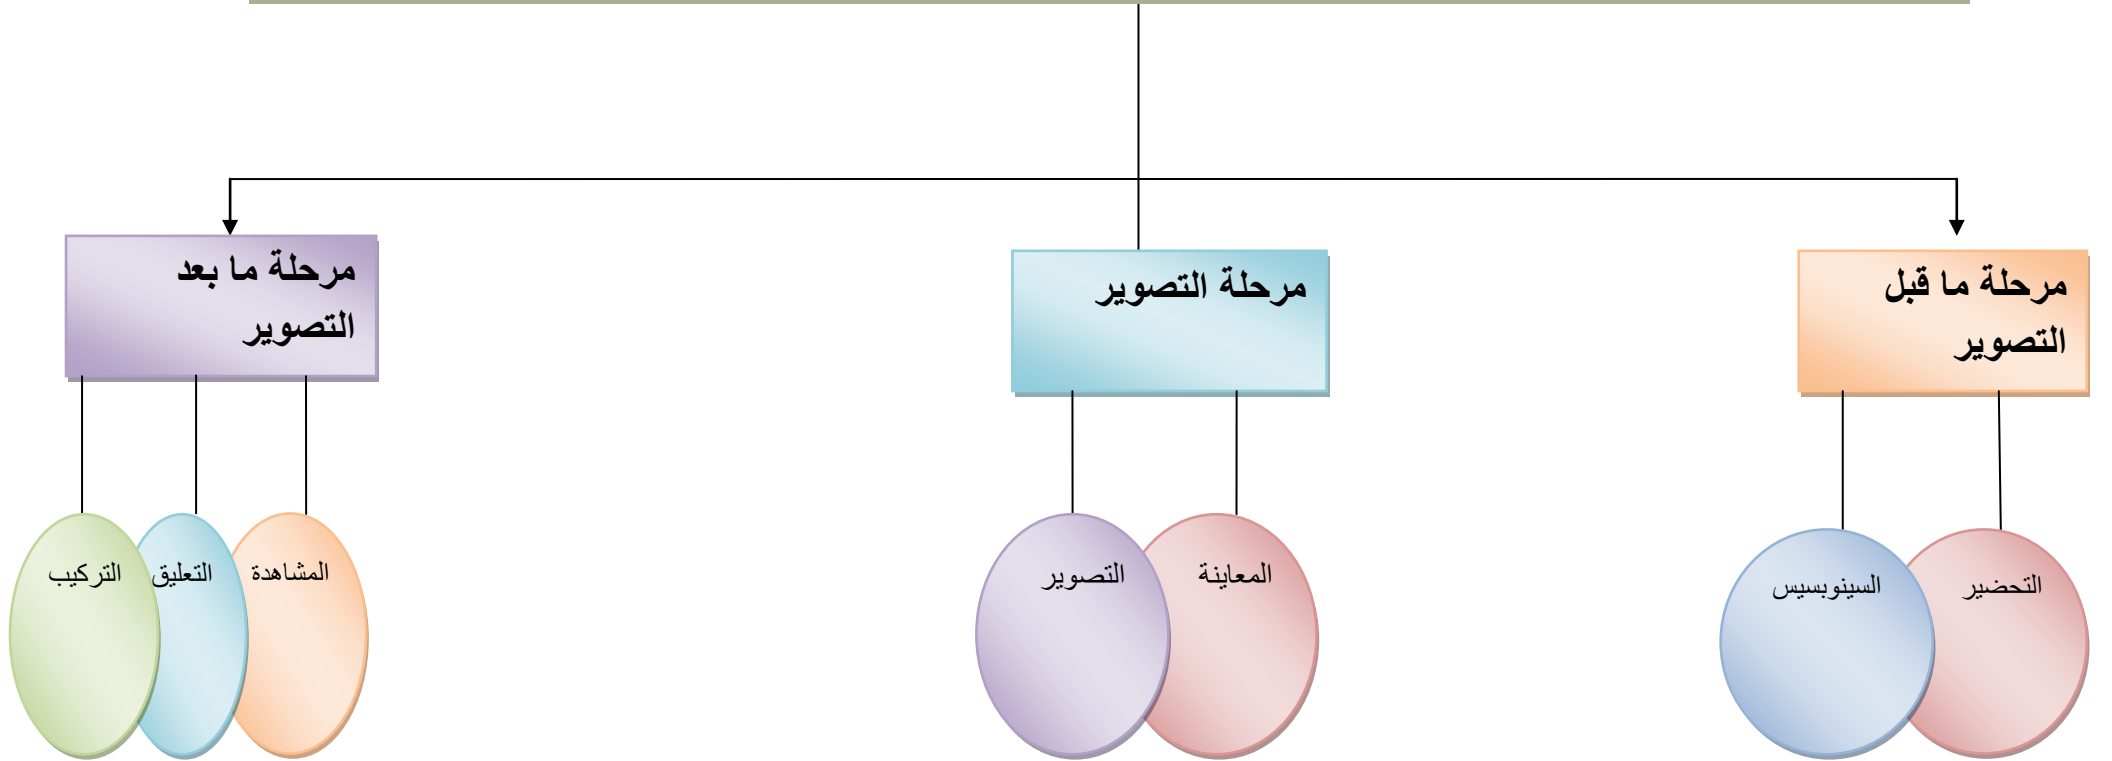 مرحلة ما قبل
التصوير
مرحلة التصوير
مرحلة ما بعد
التصوير
التحضير
السينوبسيس
المعاينة
التصوير
المشاهدة
التعليق
التركيب